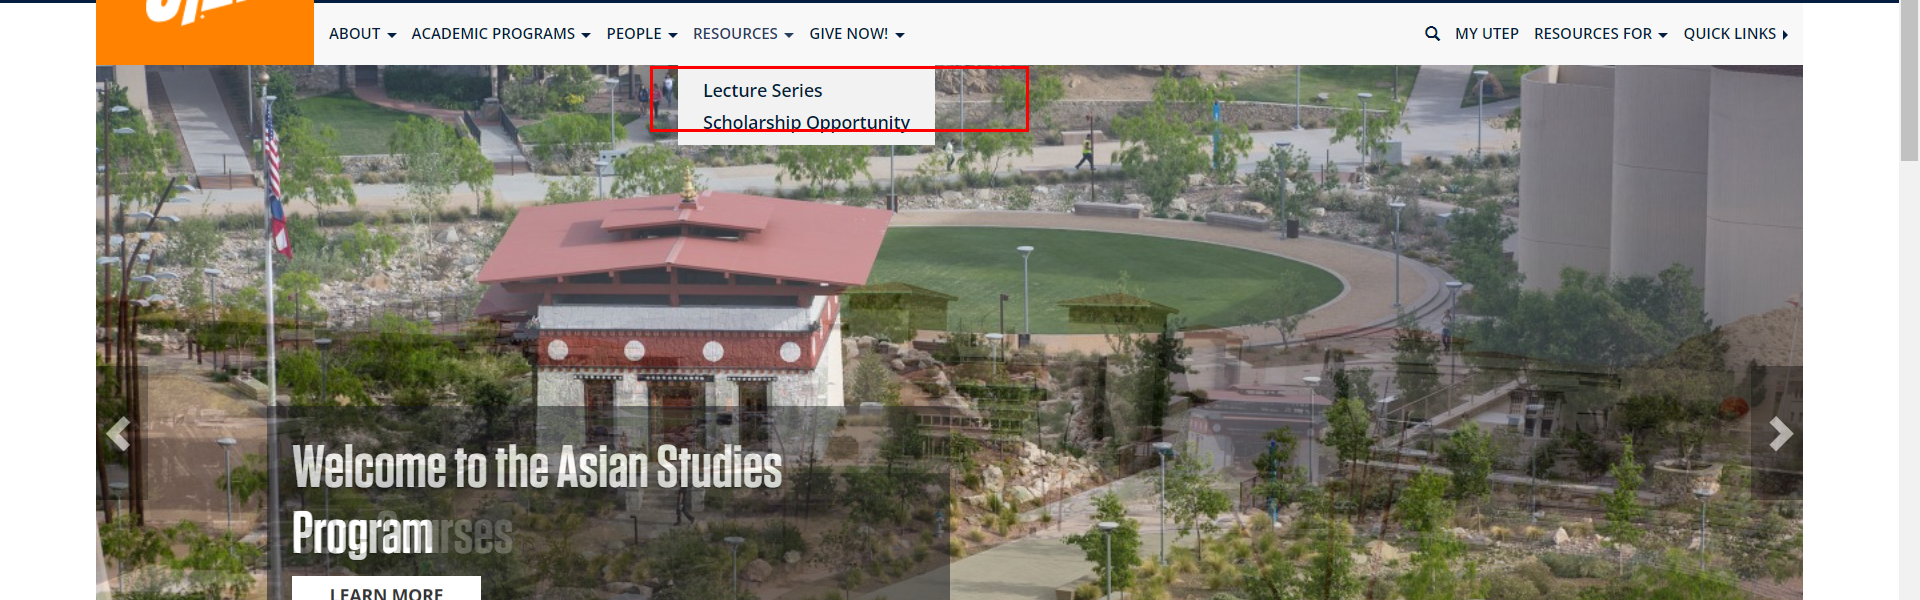 ABOUT ACADEMIC PROGRAMS PEOPLE RESOURCES GIVE NOW! MY UTEP RESOURCES FOR QUICK LINKS
Lecture Series
Scholarship Opportunity
Welcome to the Asian Studies
Program
LEARN MORE